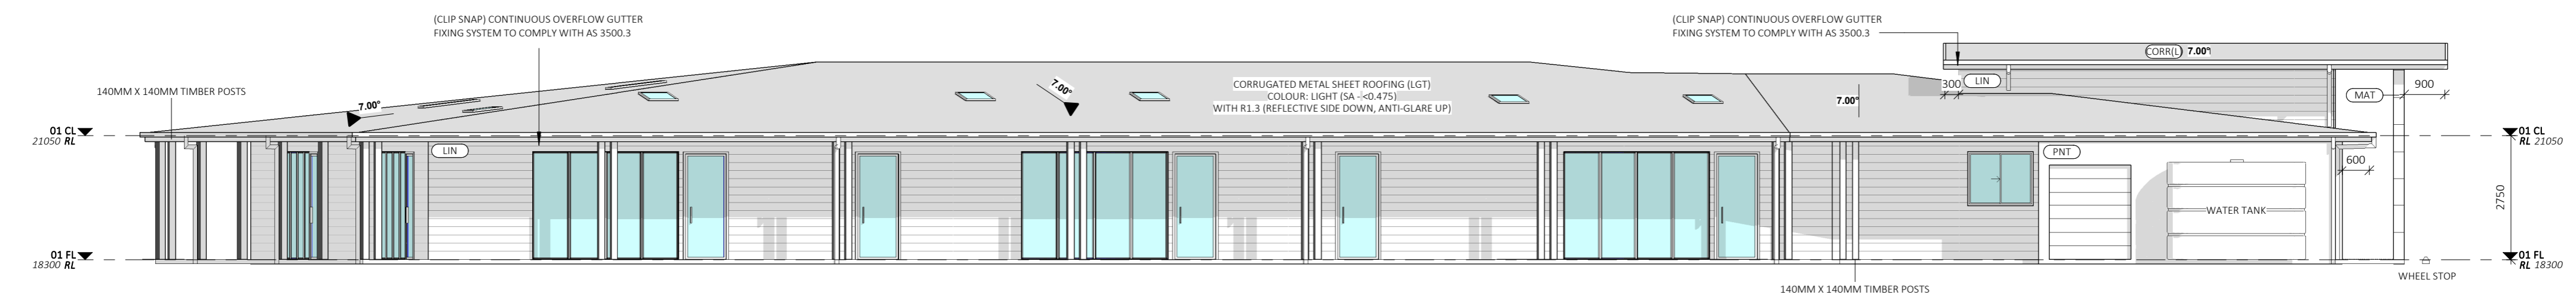 (CLIP SNAP) CONTINUOUS OVERFLOW GUTTER
FIXING SYSTEM TO COMPLY WITH AS 3500.3
(CLIP SNAP) CONTINUOUS OVERFLOW GUTTER
FIXING SYSTEM TO COMPLY WITH AS 3500.3
CORR(L) 7.00°
140MM X 140MM TIMBER POSTS
7.00°
7.00°
CORRUGATED METAL SHEET ROOFING (LGT)
COLOUR: LIGHT (SA - <0.475)
WITH R1.3 (REFLECTIVE SIDE DOWN, ANTI-GLARE UP)
7.00°
300
LIN
MAT
900
01 CL
21050 RL
01 CL
RL 21050
LIN
PNT
600
2750
WATER TANK
01 FL
18300 RL
01 FL
RL 18300
WHEEL STOP
140MM X 140MM TIMBER POSTS